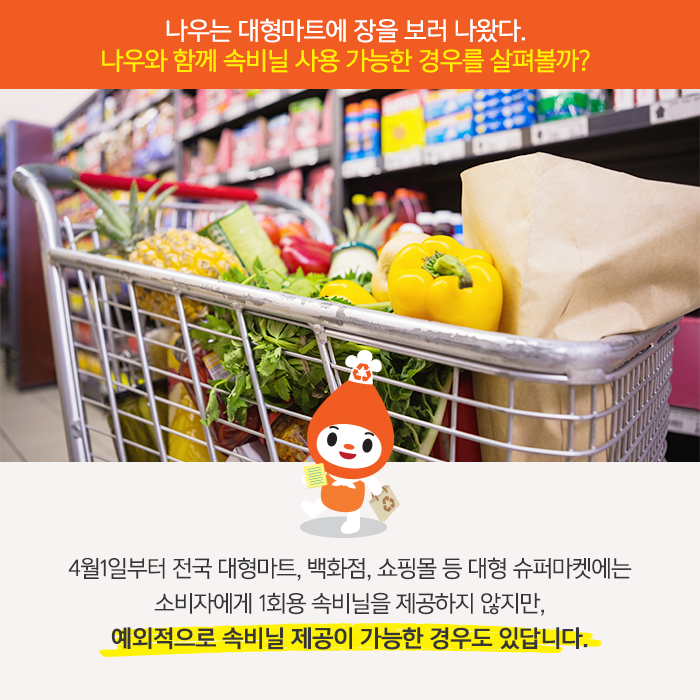 나우는 대형마트에 장을 보러 나왔다.
나우와 함께 속비닐 사용 가능한 경우를 살펴볼까?
4월1일부터 전국 대형마트, 백화점, 쇼핑몰 등 대형 슈퍼마켓에는
소비자에게 1회용 속비닐을 제공하지 않지만,
예외적으로 속비닐 제공이 가능한 경우도 있답니다.